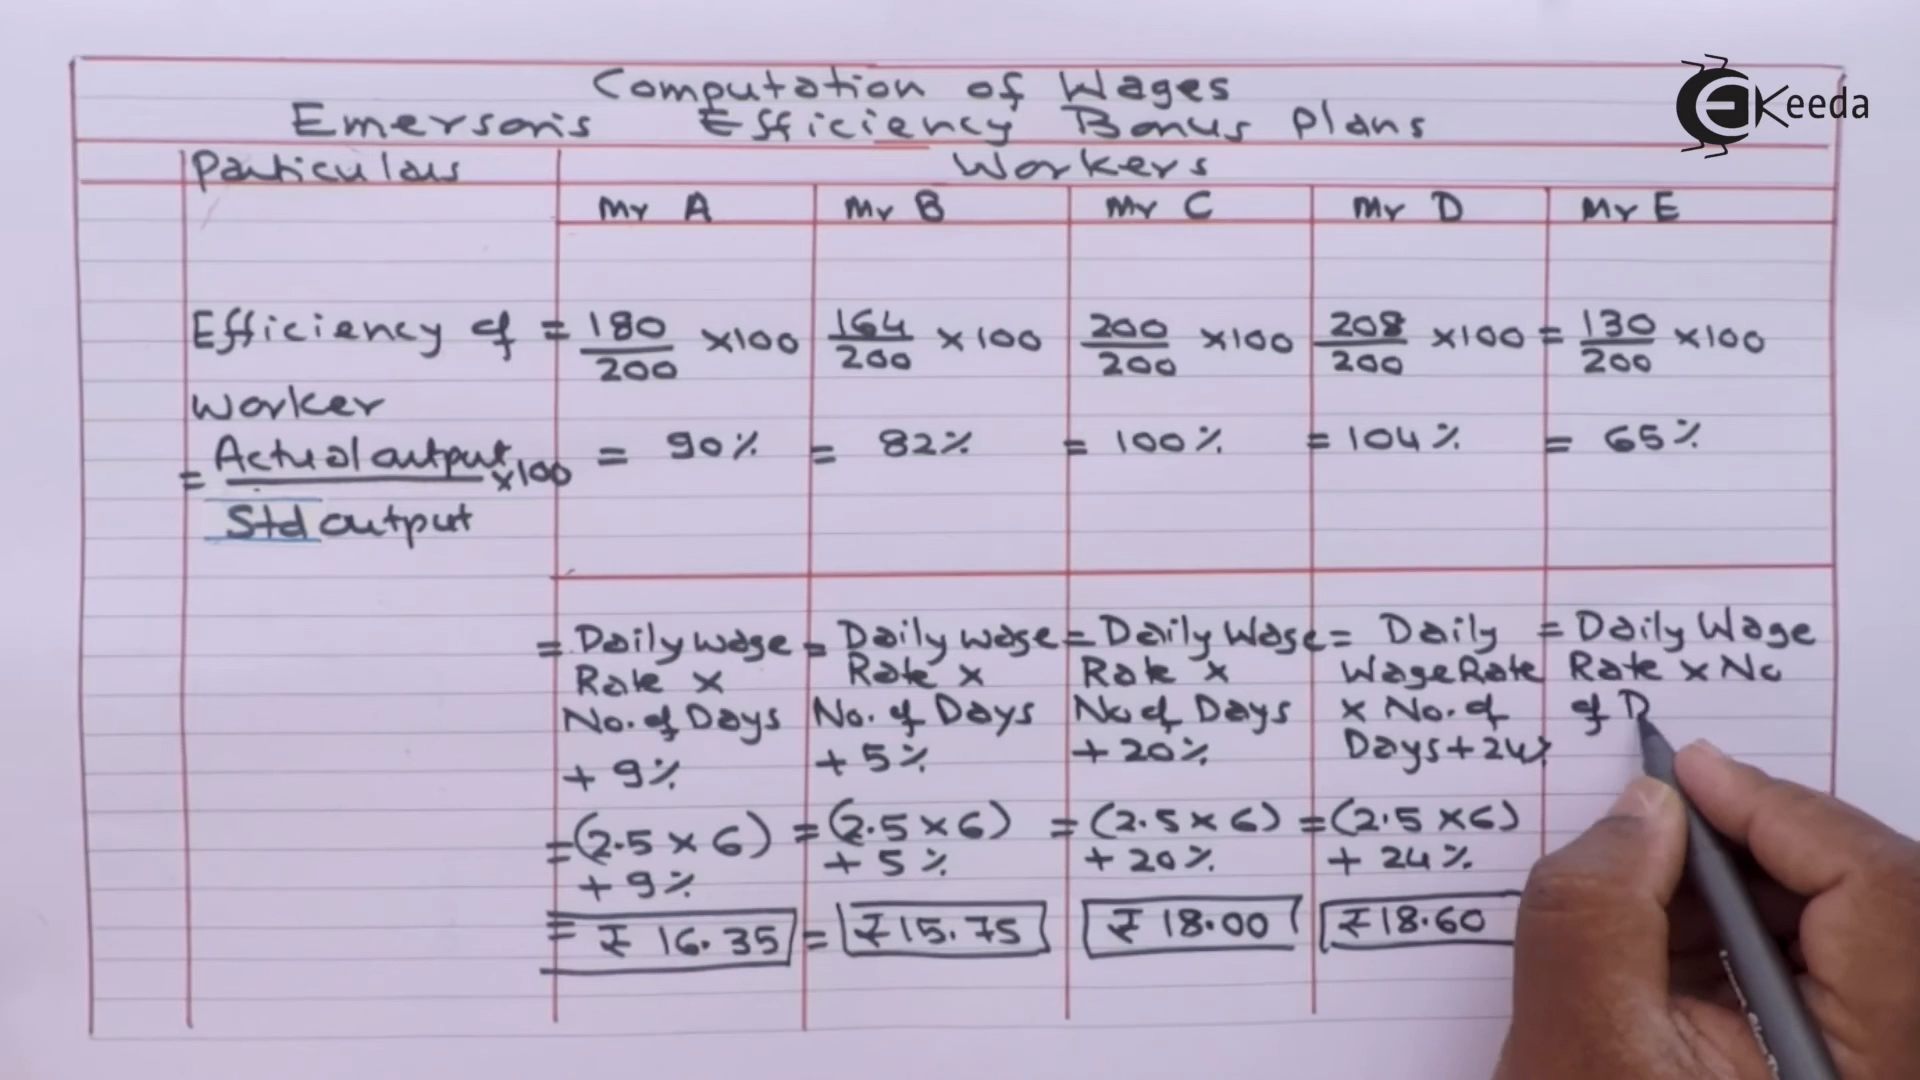 Computation of Wages
Emerson's Efficiency Bonus Plans
EKeeda
Particulars
Workers
Mr A
Mr B
Mr C
Mr D
Mr E
Efficiency of
Worker
= Actual output ×100
Std output
= 180 ×100
200
= 90%
164 × 100
200
= 82%
200 ×100
200
= 100%
208 ×100
200
= 104%
= 130 ×100
200
= 65%
= Daily wage
Rate ×
No. of Days
+ 9%
= (2.5 × 6)
+ 9%
= ₹ 16.35
= Daily wage
Rate ×
No. of Days
+ 5%
= (2.5 × 6)
+ 5%
= ₹ 15.75
= Daily Wage
Rate ×
No of Days
+ 20%
= (2.5 × 6)
+ 20%
₹ 18.00
= Daily
Wage Rate
× No. of
Days + 24%
= (2.5 × 6)
+ 24%
₹ 18.60
= Daily Wage
Rate × No
of D